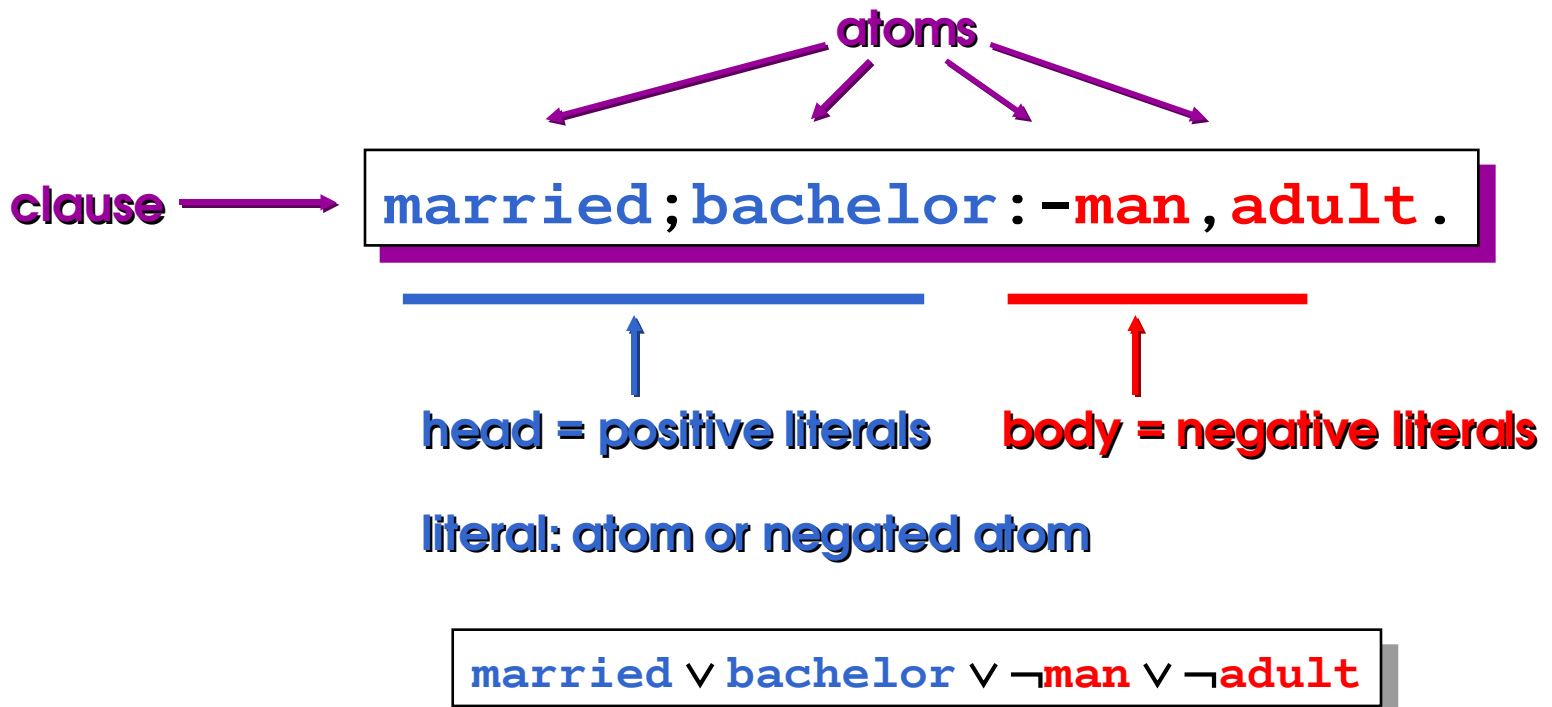 atoms
clause
married;bachelor:-man,adult.
head = positive literals
body = negative literals
literal: atom or negated atom
married ∨ bachelor ∨ ¬man ∨ ¬adult